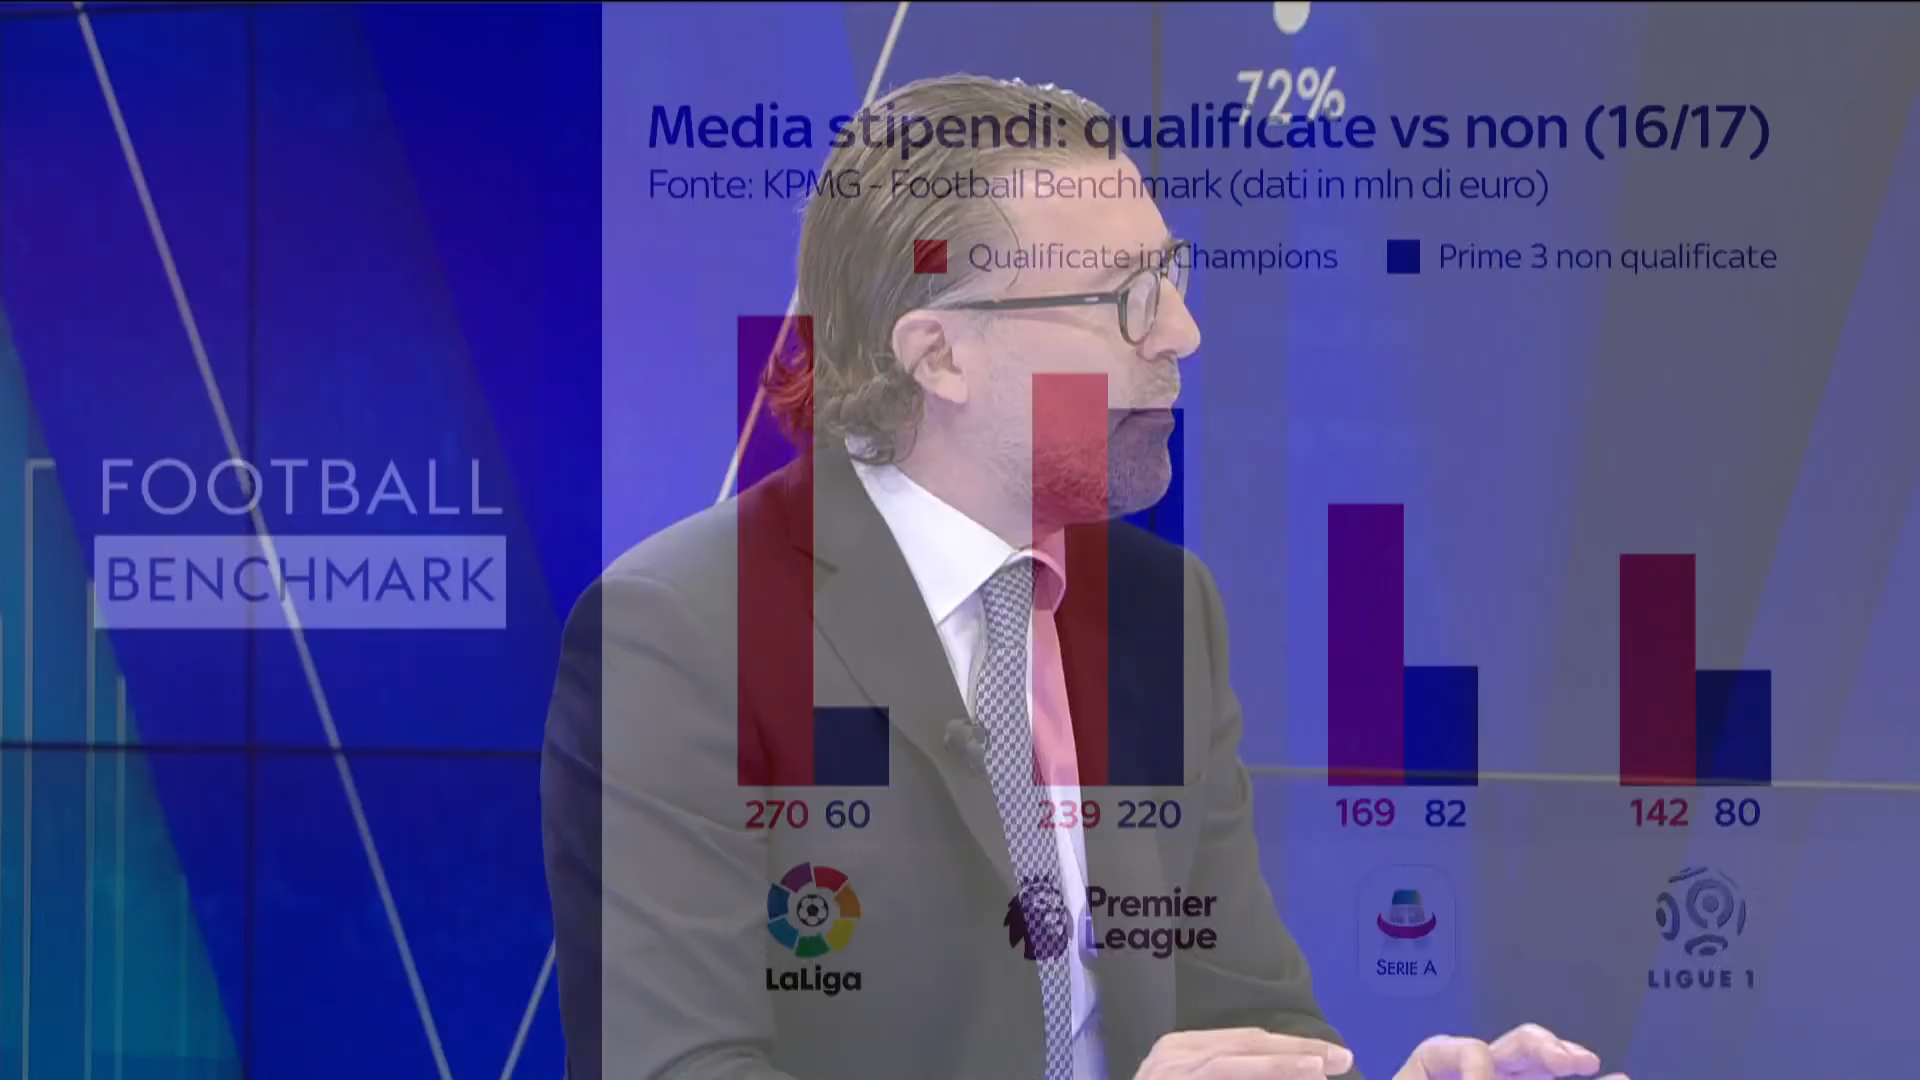 72%
Media stipendi: qualificate vs non (16/17)
Fonte: KPMG - Football Benchmark (dati in mln di euro)
Qualificate in Champions
Prime 3 non qualificate
FOOTBALL
BENCHMARK
270 60
239 220
169 82
142 80
LaLiga
Premier
League
SERIE A
LIGUE 1